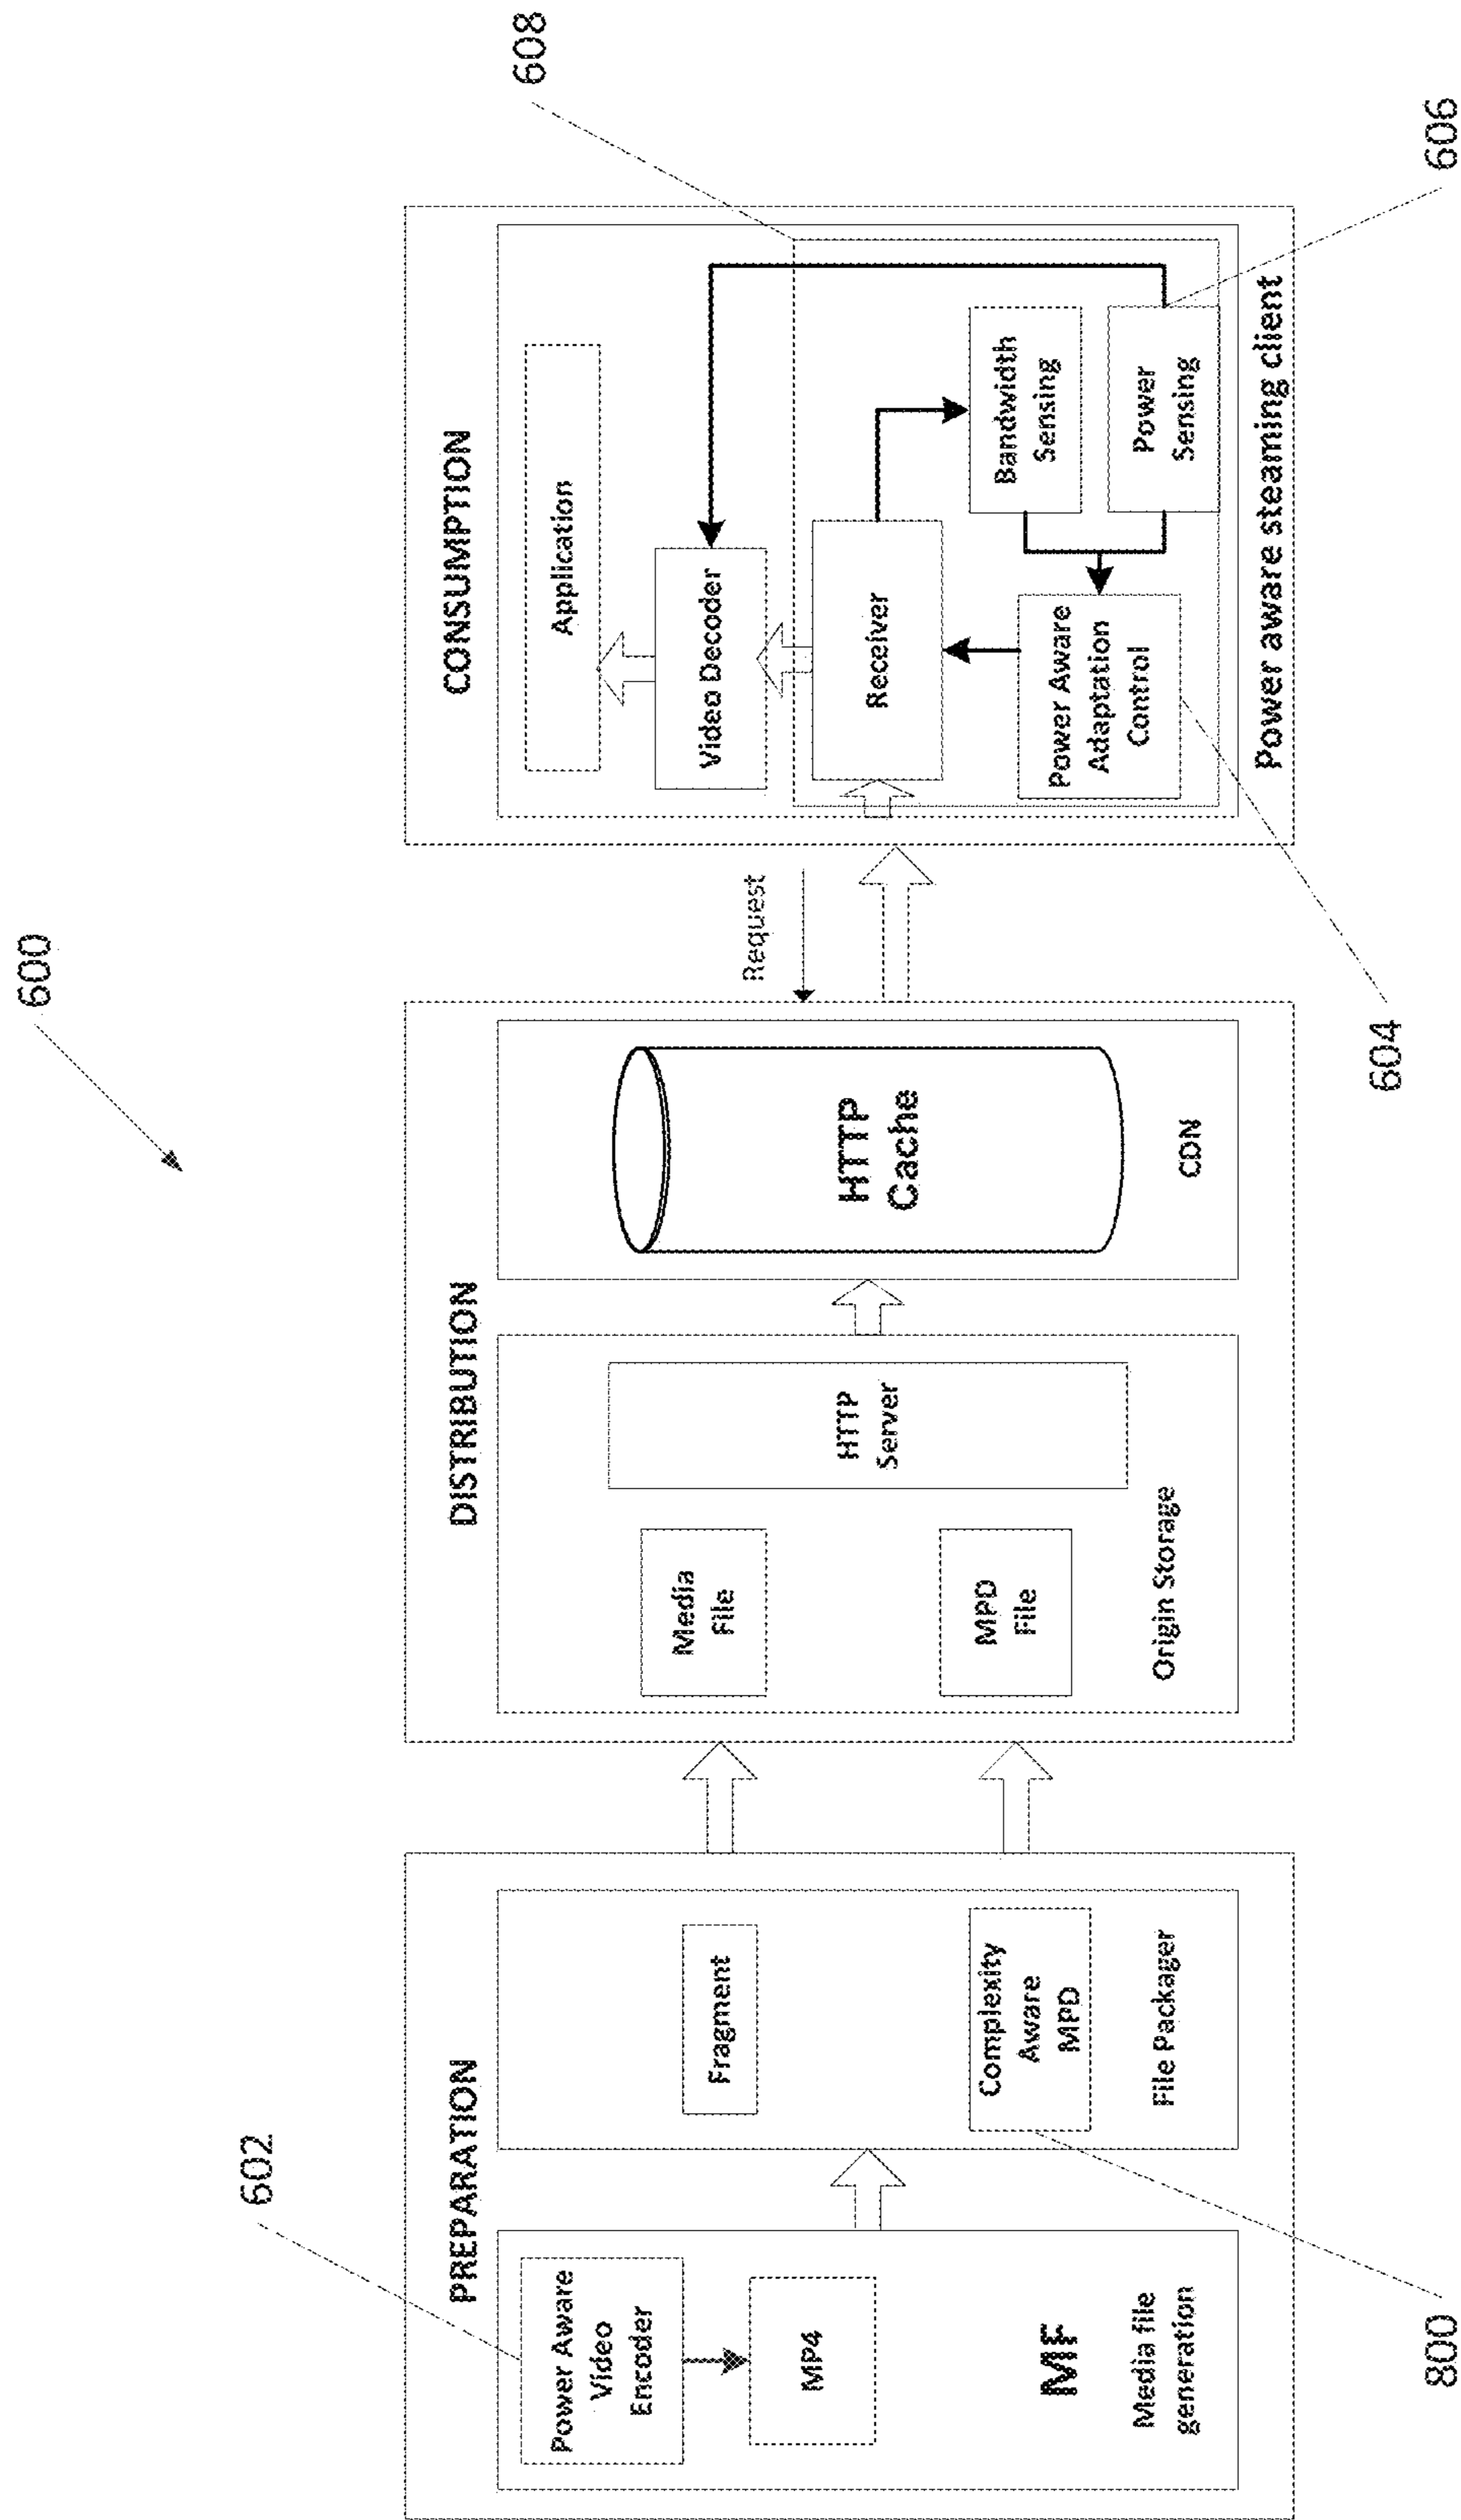 600
602
608
PREPARATION
DISTRIBUTION
CONSUMPTION
Power Aware
Video
Encoder
MP4
MF
Media file
generation
Fragment
Complexity
Aware
MPD
File Packager
Media
File
MPD
File
HTTP
Server
Origin Storage
HTTP
Cache
CDN
Request
Application
Video Decoder
Receiver
Bandwidth
Sensing
Power Aware
Adaptation
Control
Power
Sensing
Power aware steaming client
800
604
606